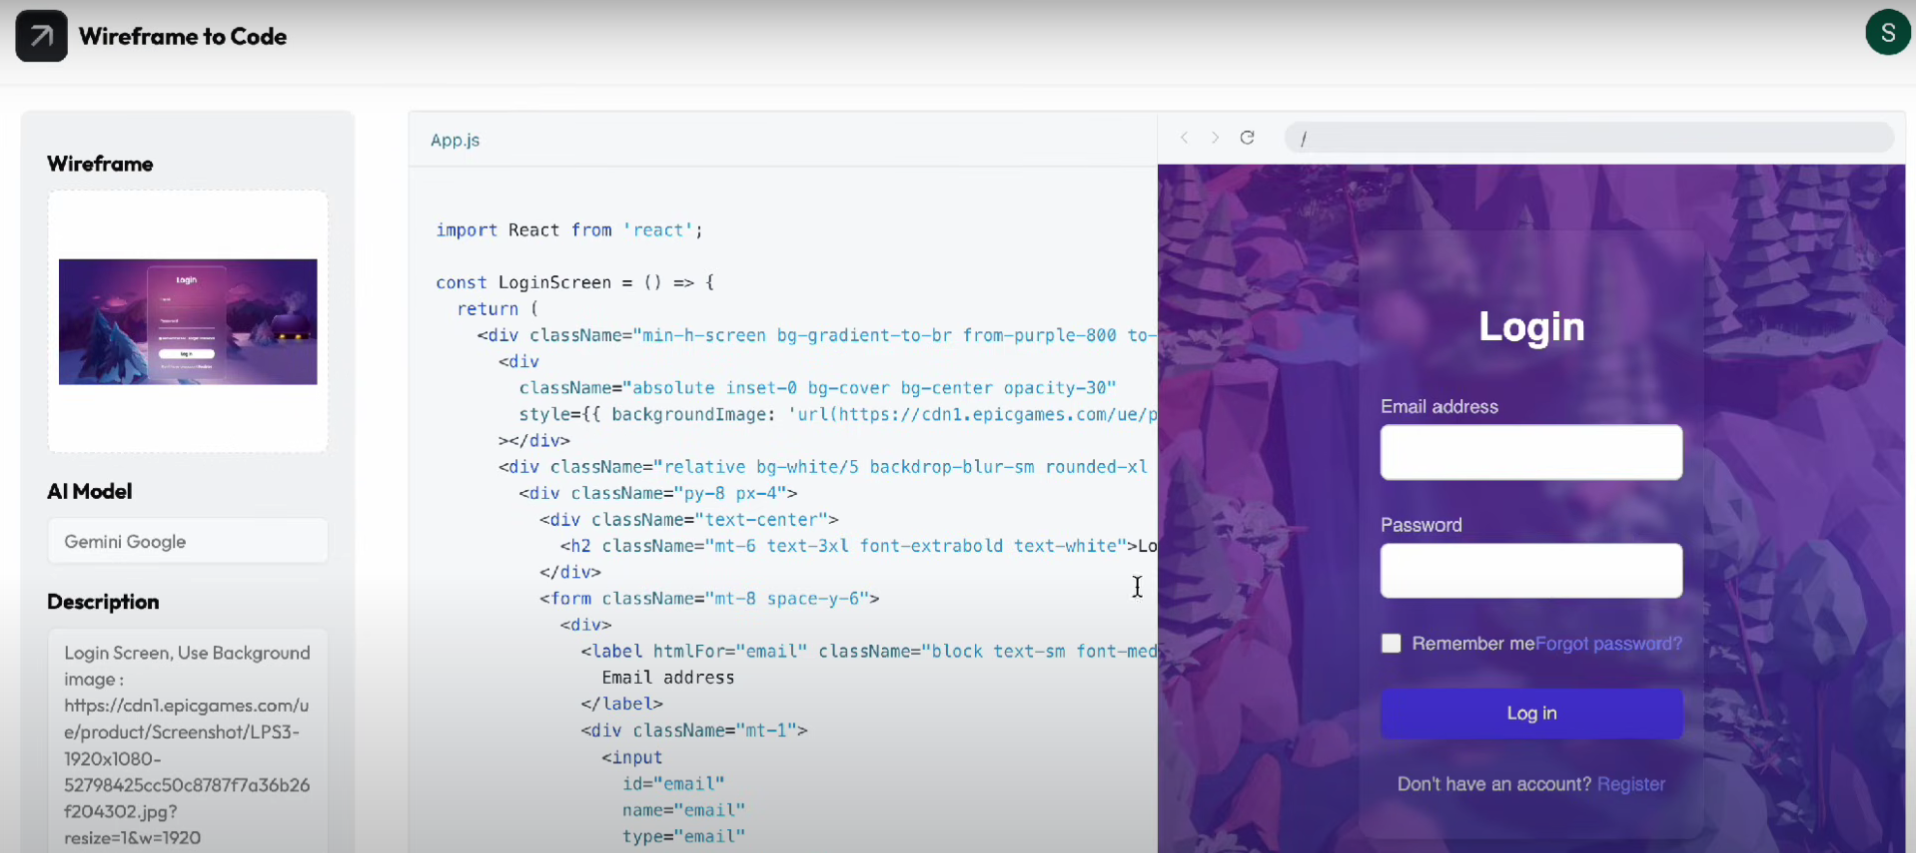 Wireframe to Code
S
Wireframe
Login
AI Model
Gemini Google
Description
Login Screen, Use Background
image :
https://cdn1.epicgames.com/u
e/product/Screenshot/LPS3-
1920x1080-
52798425cc50c8787f7a36b26
f204302.jpg?
resize=1&w=1920
App.js
import React from 'react';
const LoginScreen = () => {
return (
<div className="min-h-screen bg-gradient-to-br from-purple-800 to-
<div
className="absolute inset-0 bg-cover bg-center opacity-30"
style={{ backgroundImage: 'url(https://cdn1.epicgames.com/ue/p
></div>
<div className="relative bg-white/5 backdrop-blur-sm rounded-xl
<div className="py-8 px-4">
<div className="text-center">
<h2 className="mt-6 text-3xl font-extrabold text-white">Lo
</div>
<form className="mt-8 space-y-6">
<div>
<label htmlFor="email" className="block text-sm font-med
Email address
</label>
<div className="mt-1">
<input
id="email"
name="email"
type="email"
/
Login
Email address
Password
Remember meForgot password?
Log in
Don't have an account? Register